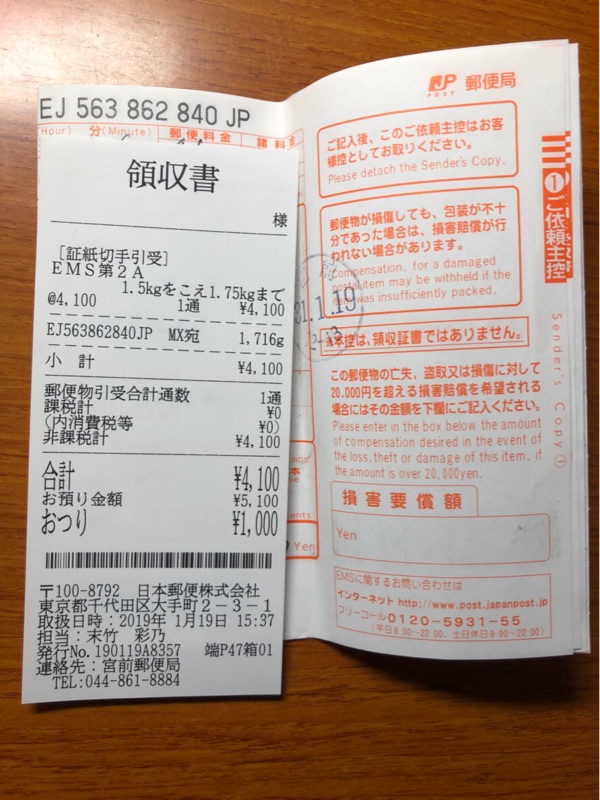 EJ 563 862 840 JP
(Hour) 分(Minute) 郵便料金 諸料金
領収書
様
[証紙切手引受]
EMS第2A
1.5kgをこえ1.75kgまで
@4,100 1通 ¥4,100
EJ563862840JP MX宛 1,716g
小 計 ¥4,100
郵便物引受合計通数 1通
課税計 ¥0
(内消費税等 ¥0)
非課税計 ¥4,100
合計 ¥4,100
お預り金額 ¥5,100
おつり ¥1,000
〒100-8792 日本郵便株式会社
東京都千代田区大手町2-3-1
取扱日時:2019年 1月19日 15:37
担当:末竹 彩乃
発行No.190119A8357 端P47箱01
連絡先:宮前郵便局
TEL:044-861-8884
JP 郵便局
POST
ご記入後、このご依頼主控はお客
様控としてお取りください。
Please detach the Sender's Copy.
郵便物が損傷しても、包装が不十
分であった場合は、損害賠償が行
われない場合があります。
Compensation for a damaged
postal item may be withheld if the
item was insufficiently packed.
31.1.19
本控は、領収証書ではありません。
この郵便物の亡失、盗取又は損傷に対して
20,000円を超える損害賠償を希望される
場合にはその金額を下欄にご記入ください。
Please enter in the box below the amount
of compensation desired in the event of
the loss, theft or damage of this item, if
the amount is over 20,000yen.
損害要償額
Yen
Yen
EMSに関するお問い合わせは
インターネット http://www.post.japanpost.jp
フリーコール 0120-5931-55
(平日8:00~22:00、土日休日9:00~22:00)
①ご依頼主控
Sender's Copy ①